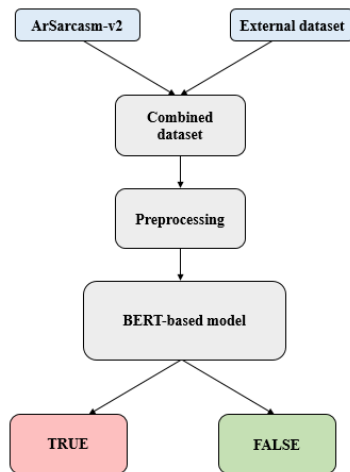 ArSarcasm-v2
External dataset
Combined
dataset
Preprocessing
BERT-based model
TRUE
FALSE